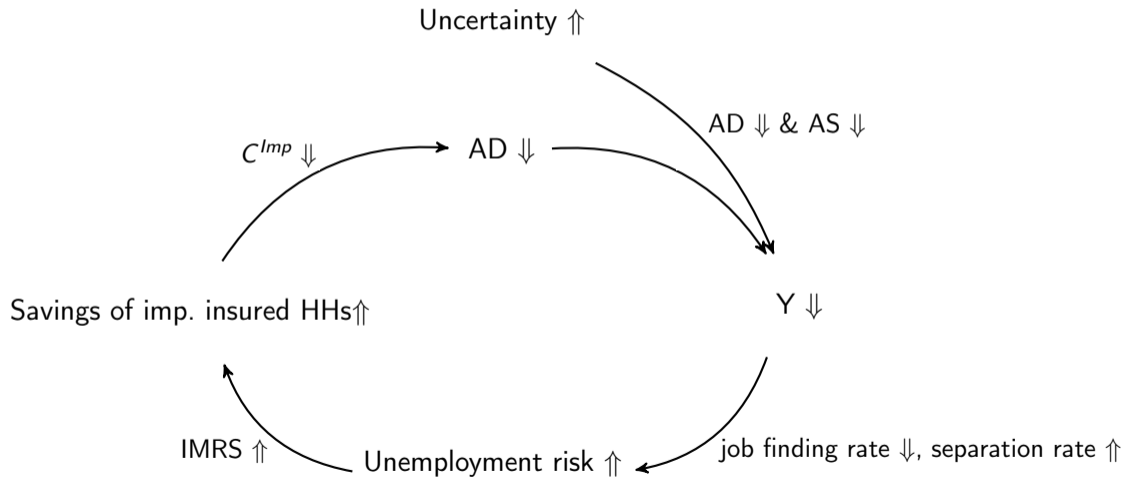 Uncertainty ⇑
AD ⇓ & AS ⇓
C^Imp ⇓
AD ⇓
Savings of imp. insured HHs⇑
Y ⇓
IMRS ⇑
Unemployment risk ⇑
job finding rate ⇓, separation rate ⇑